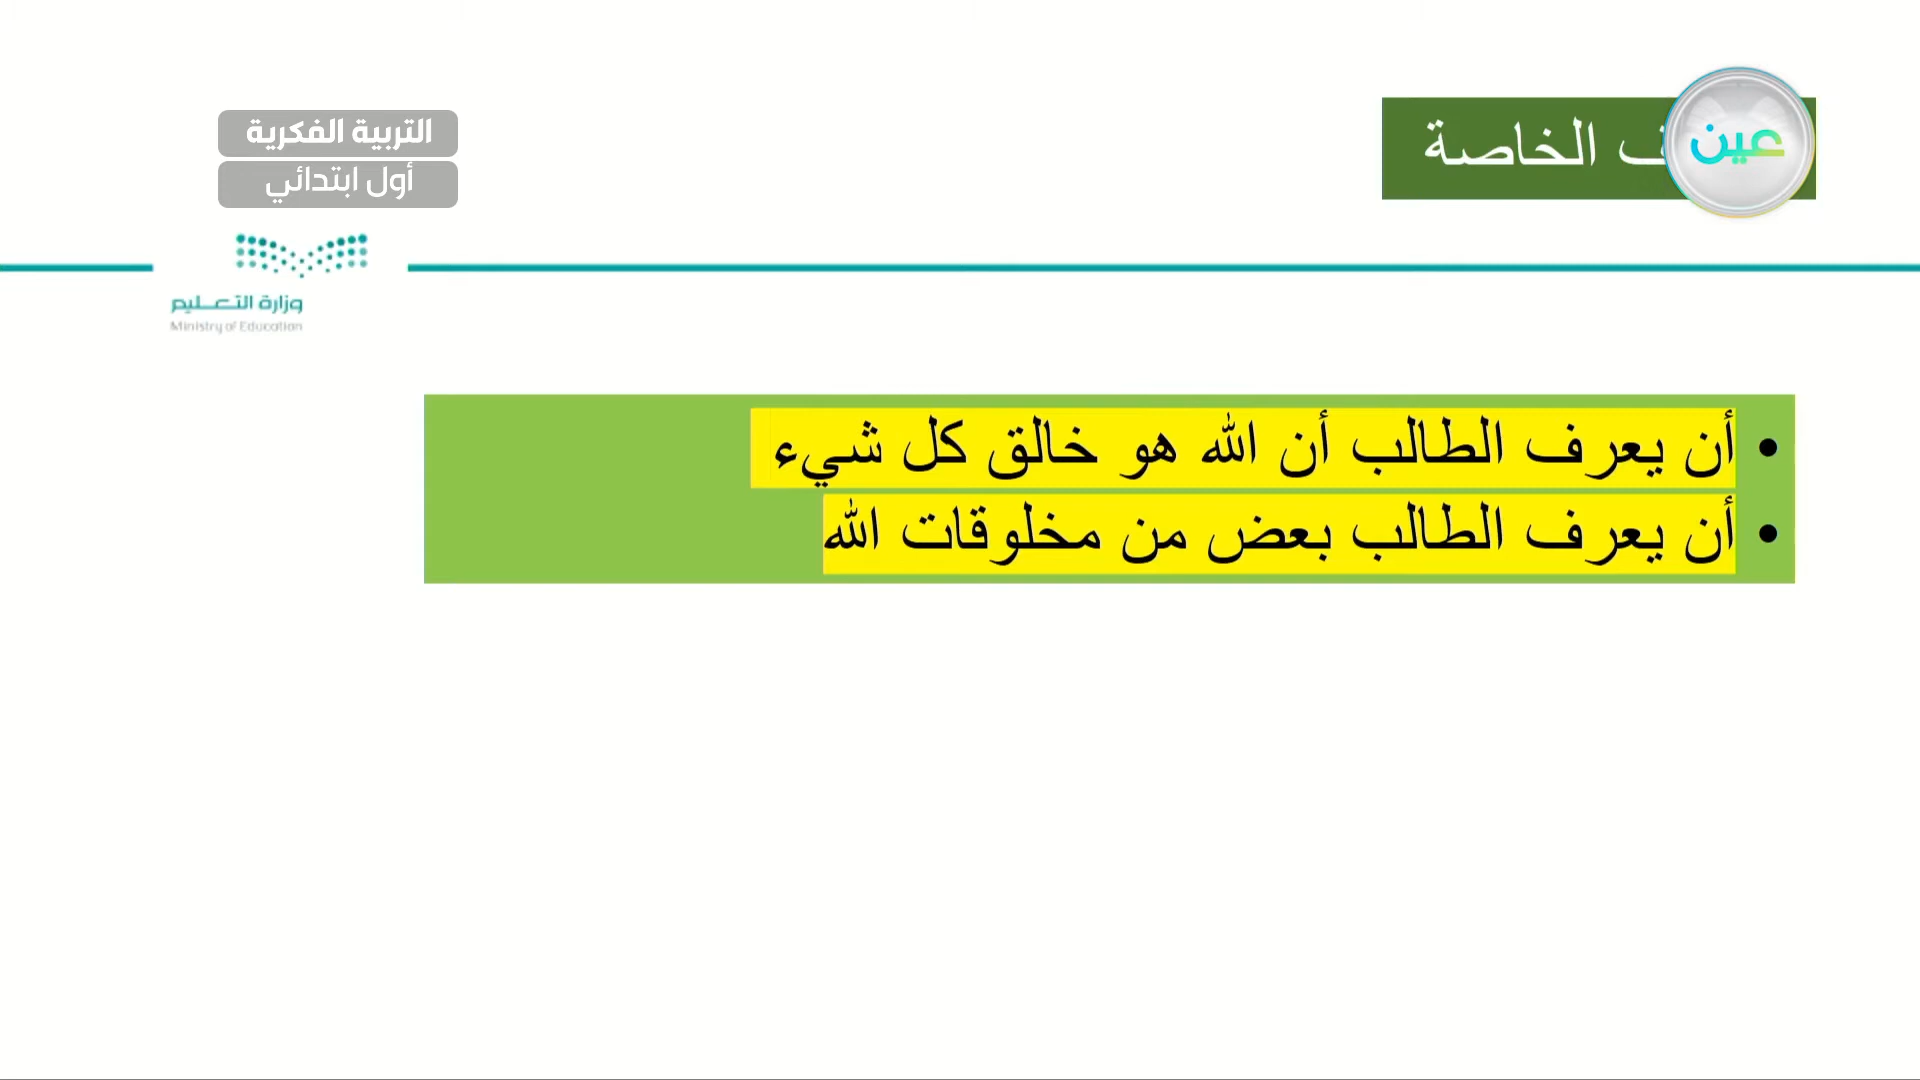 الخاصة
عين
التربية الفكرية
أول ابتدائي
وزارة التعليم
Ministry of Education
• أن يعرف الطالب أن الله هو خالق كل شيء
• أن يعرف الطالب بعض من مخلوقات الله